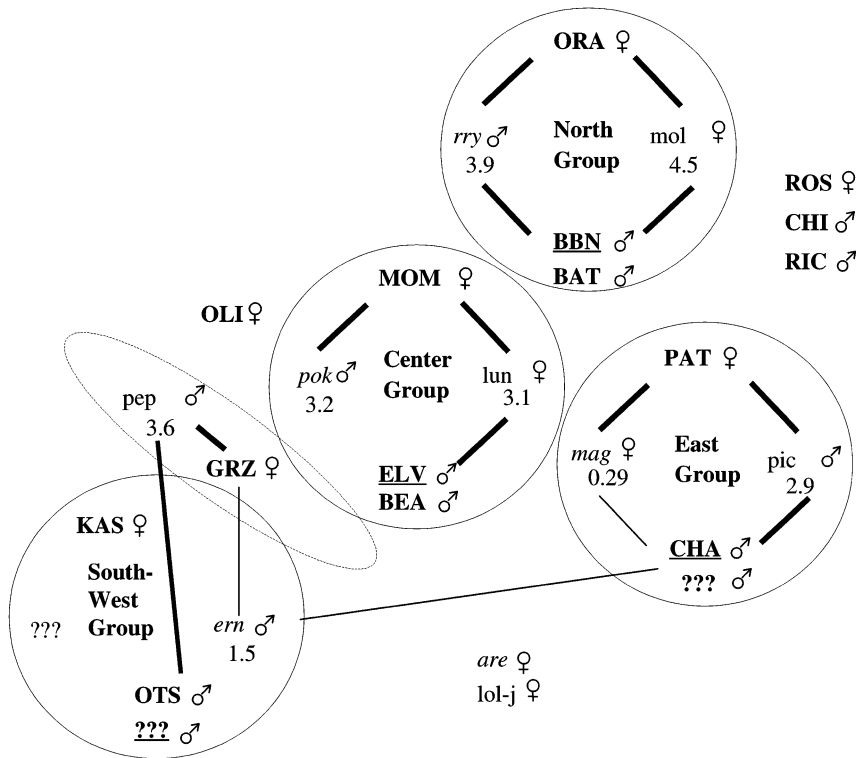 ORA ♀
rry ♂
3.9
North
Group
mol ♀
4.5
BBN ♂
BAT ♂
ROS ♀
CHI ♂
RIC ♂
OLI ♀
MOM ♀
pok ♂
3.2
Center
Group
lun ♀
3.1
ELV ♂
BEA ♂
PAT ♀
mag ♀
0.29
East
Group
pic ♂
2.9
CHA ♂
??? ♂
pep ♂
3.6
GRZ ♀
KAS ♀
South-
West
Group
???
ern ♂
1.5
OTS ♂
??? ♂
are ♀
lol-j ♀